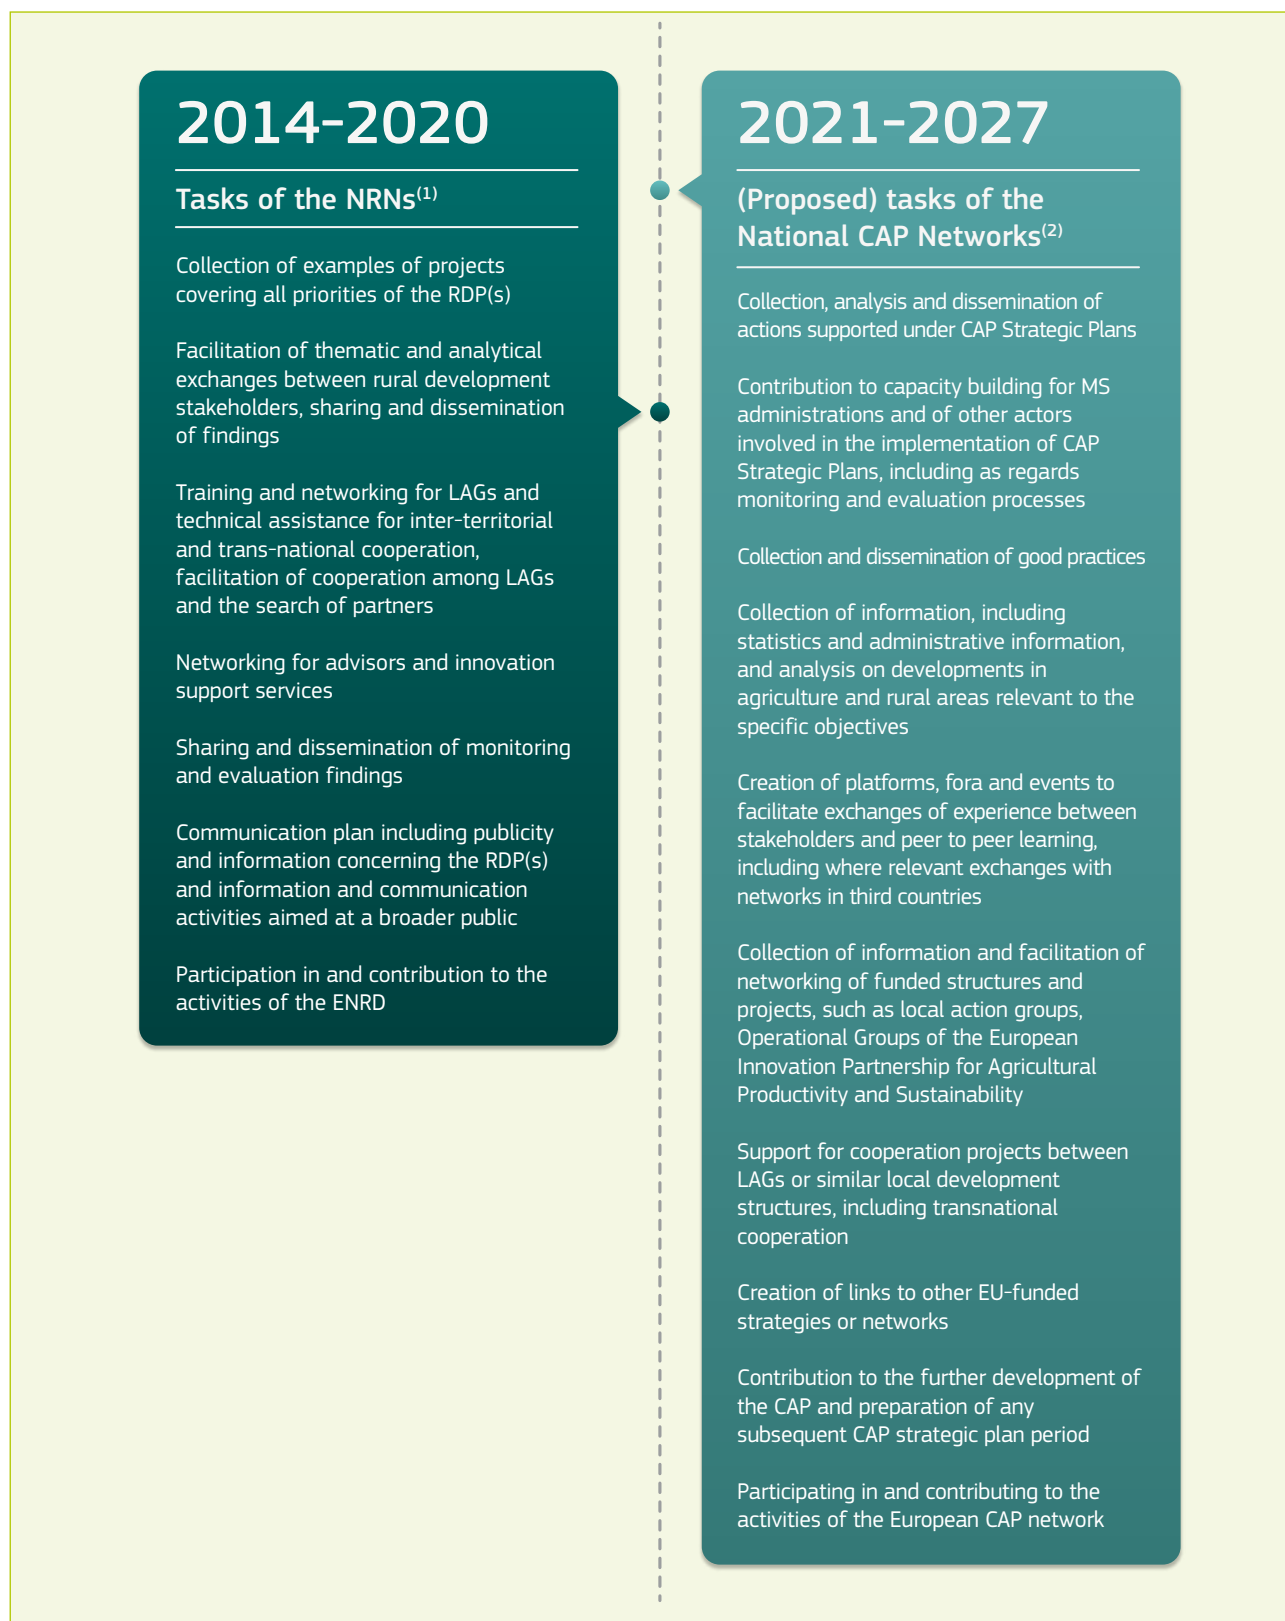 2014-2020
Tasks of the NRNs(1)
Collection of examples of projects
covering all priorities of the RDP(s)
Facilitation of thematic and analytical
exchanges between rural development
stakeholders, sharing and dissemination
of findings
Training and networking for LAGs and
technical assistance for inter-territorial
and trans-national cooperation,
facilitation of cooperation among LAGs
and the search of partners
Networking for advisors and innovation
support services
Sharing and dissemination of monitoring
and evaluation findings
Communication plan including publicity
and information concerning the RDP(s)
and information and communication
activities aimed at a broader public
Participation in and contribution to the
activities of the ENRD
2021-2027
(Proposed) tasks of the
National CAP Networks(2)
Collection, analysis and dissemination of
actions supported under CAP Strategic Plans
Contribution to capacity building for MS
administrations and of other actors
involved in the implementation of CAP
Strategic Plans, including as regards
monitoring and evaluation processes
Collection and dissemination of good practices
Collection of information, including
statistics and administrative information,
and analysis on developments in
agriculture and rural areas relevant to the
specific objectives
Creation of platforms, fora and events to
facilitate exchanges of experience between
stakeholders and peer to peer learning,
including where relevant exchanges with
networks in third countries
Collection of information and facilitation of
networking of funded structures and
projects, such as local action groups,
Operational Groups of the European
Innovation Partnership for Agricultural
Productivity and Sustainability
Support for cooperation projects between
LAGs or similar local development
structures, including transnational
cooperation
Creation of links to other EU-funded
strategies or networks
Contribution to the further development of
the CAP and preparation of any
subsequent CAP strategic plan period
Participating in and contributing to the
activities of the European CAP network